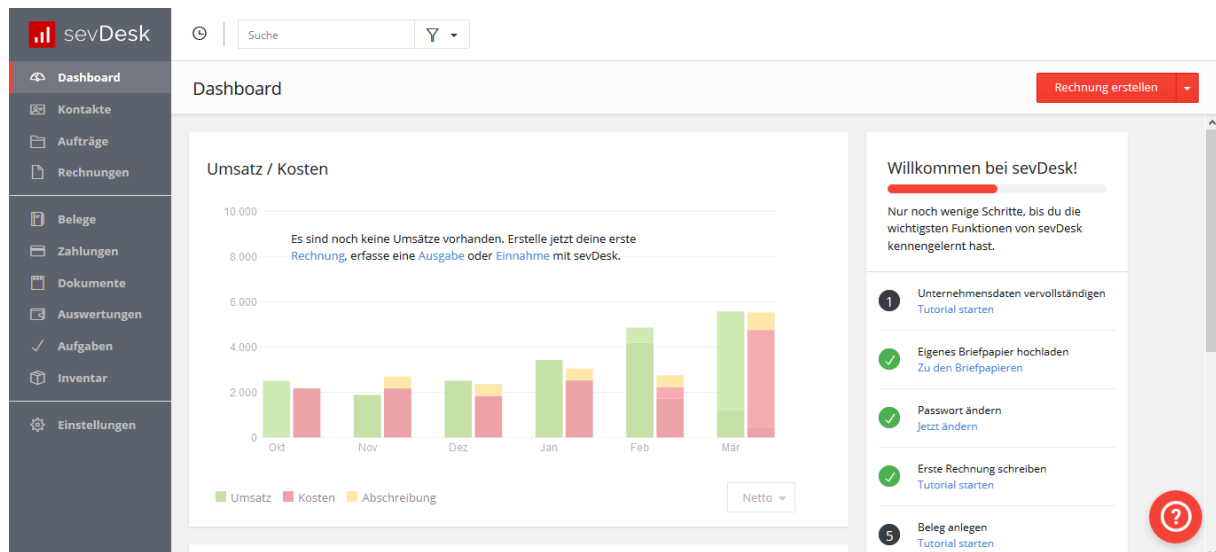 sevDesk
Suche
Dashboard
Kontakte
Aufträge
Rechnungen
Belege
Zahlungen
Dokumente
Auswertungen
Aufgaben
Inventar
Einstellungen
Dashboard
Rechnung erstellen
Umsatz / Kosten
10.000
8.000
6.000
4.000
2.000
0
Es sind noch keine Umsätze vorhanden. Erstelle jetzt deine erste
Rechnung, erfasse eine Ausgabe oder Einnahme mit sevDesk.
Okt Nov Dez Jan Feb Mär
Umsatz Kosten Abschreibung
Netto
Willkommen bei sevDesk!
Nur noch wenige Schritte, bis du die
wichtigsten Funktionen von sevDesk
kennengelernt hast.
1 Unternehmensdaten vervollständigen
Tutorial starten
Eigenes Briefpapier hochladen
Zu den Briefpapieren
Passwort ändern
Jetzt ändern
Erste Rechnung schreiben
Tutorial starten
5 Beleg anlegen
Tutorial starten
?